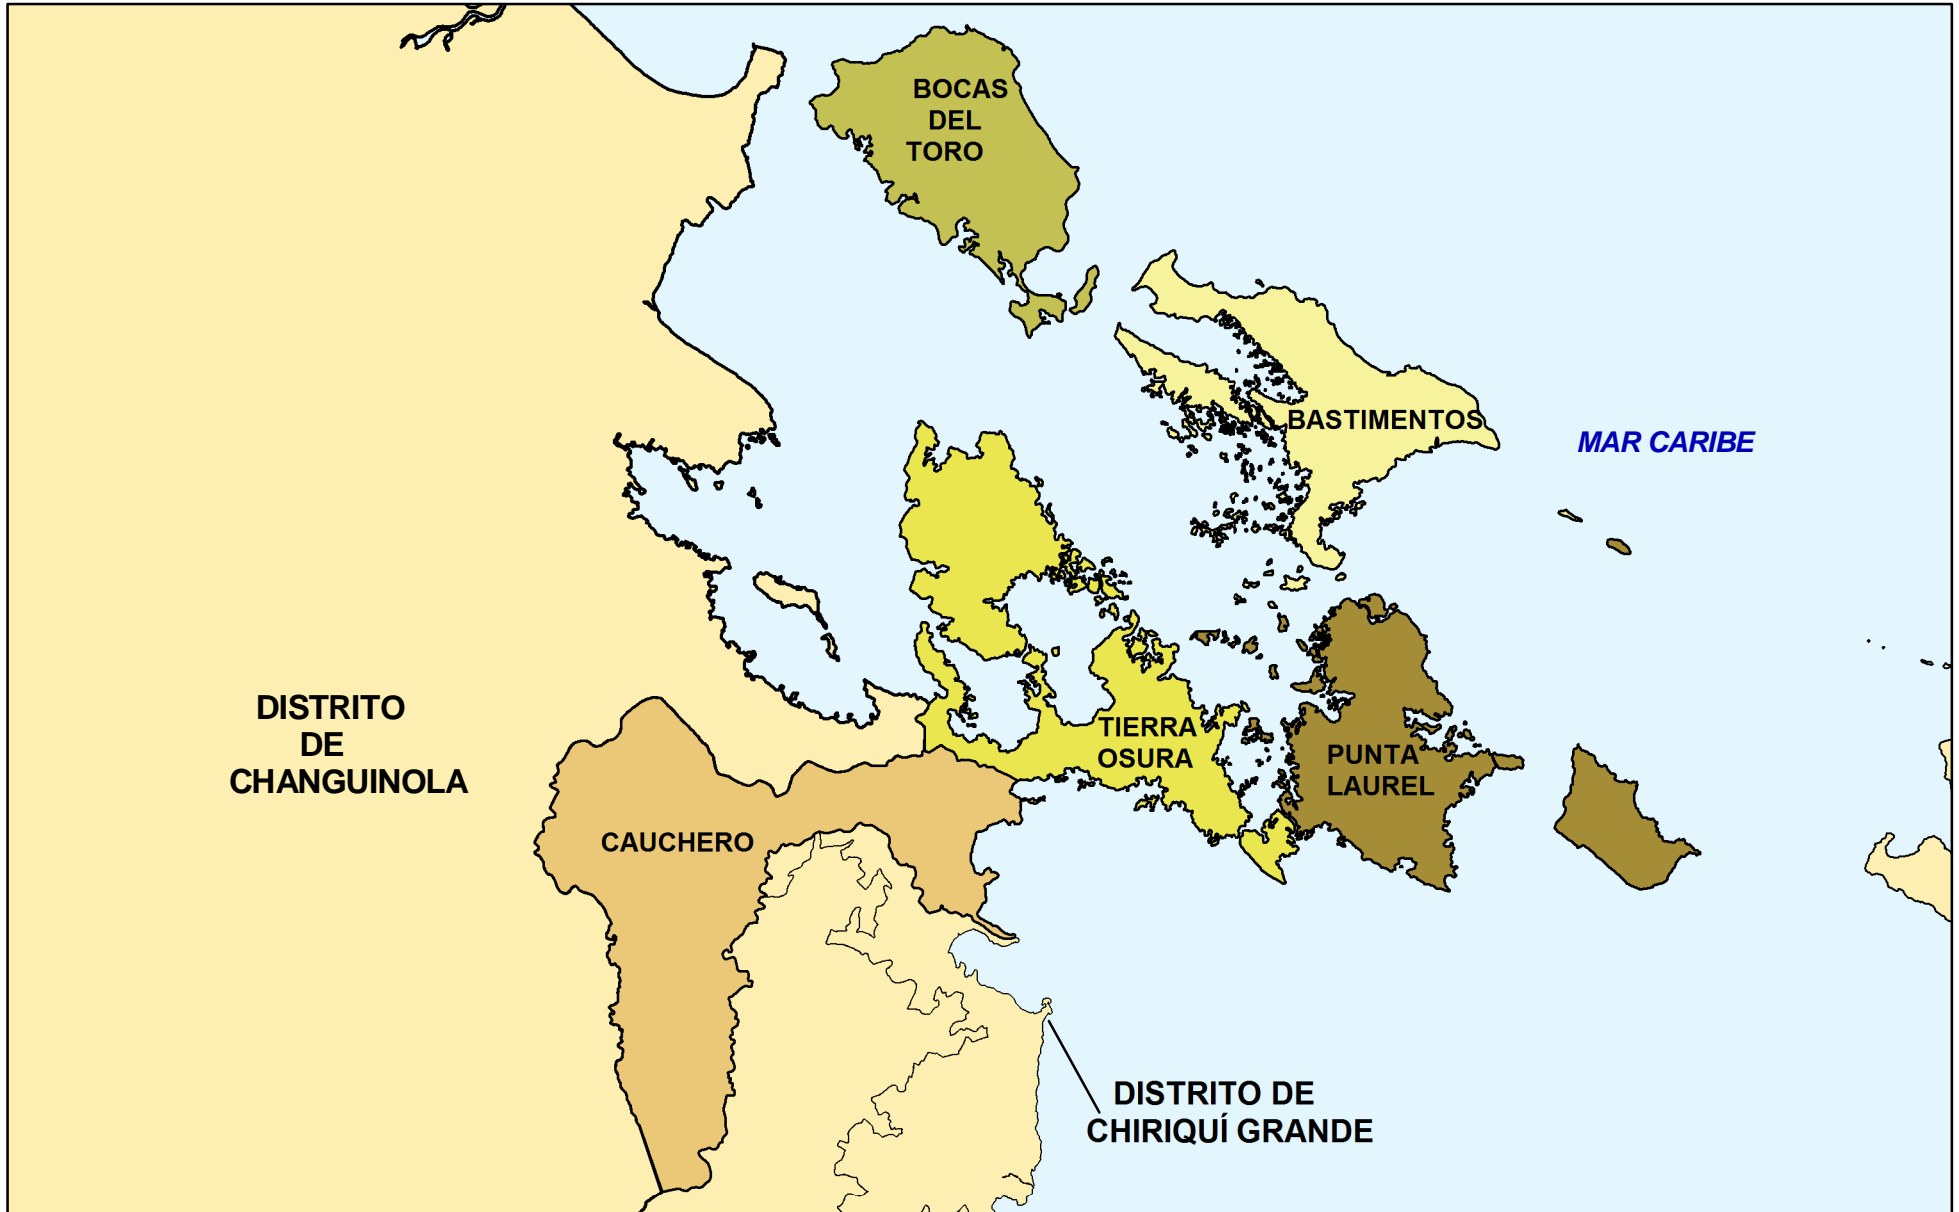 BOCAS
DEL
TORO
BASTIMENTOS
MAR CARIBE
DISTRITO
DE
CHANGUINOLA
TIERRA
OSURA
PUNTA
LAUREL
CAUCHERO
DISTRITO DE
CHIRIQUÍ GRANDE